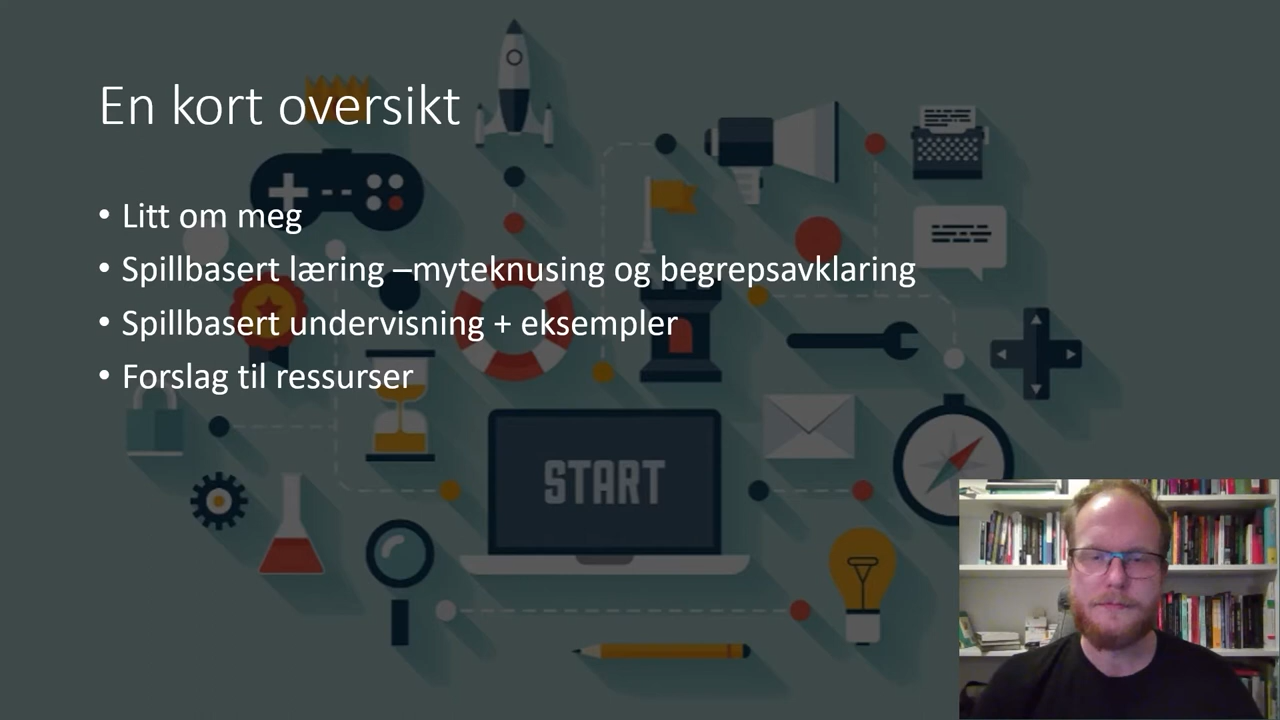 En kort oversikt
• Litt om meg
• Spillbasert læring –myteknusing og begrepsavklaring
• Spillbasert undervisning + eksempler
• Forslag til ressurser
START